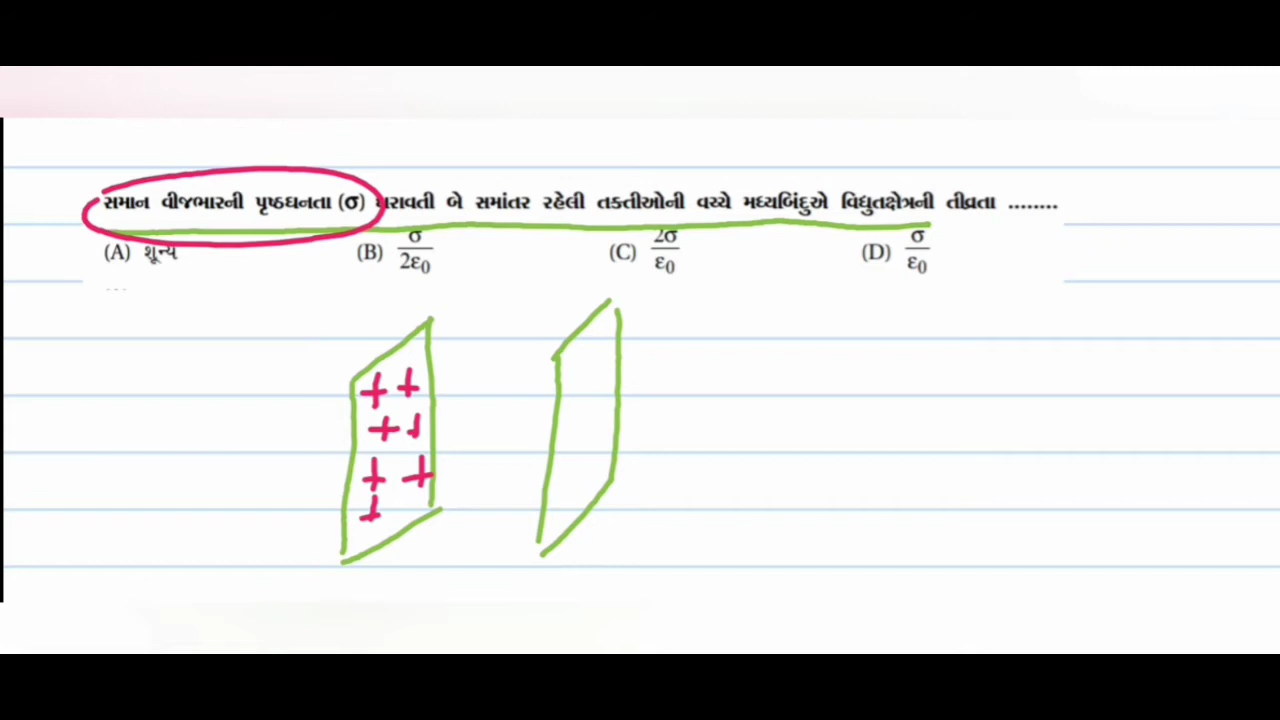 સમાન વીજભારની પૃષ્ઠઘનતા (σ) ધરાવતી બે સમાંતર રહેલી તકતીઓની વચ્ચે મધ્યબિંદુએ વિદ્યુતક્ષેત્રની તીવ્રતા ........
(A) શૂન્ય (B) σ/2ε₀ (C) 2σ/ε₀ (D) σ/ε₀
+ +
+ +
+ +
+